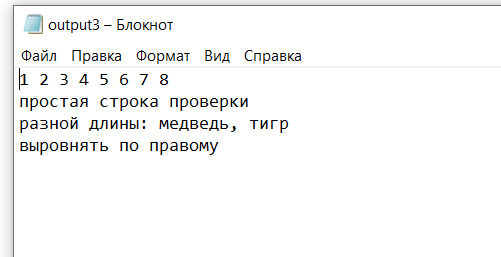 output3 – Блокнот
Файл Правка Формат Вид Справка
1 2 3 4 5 6 7 8
простая строка проверки
разной длины: медведь, тигр
выровнять по правому